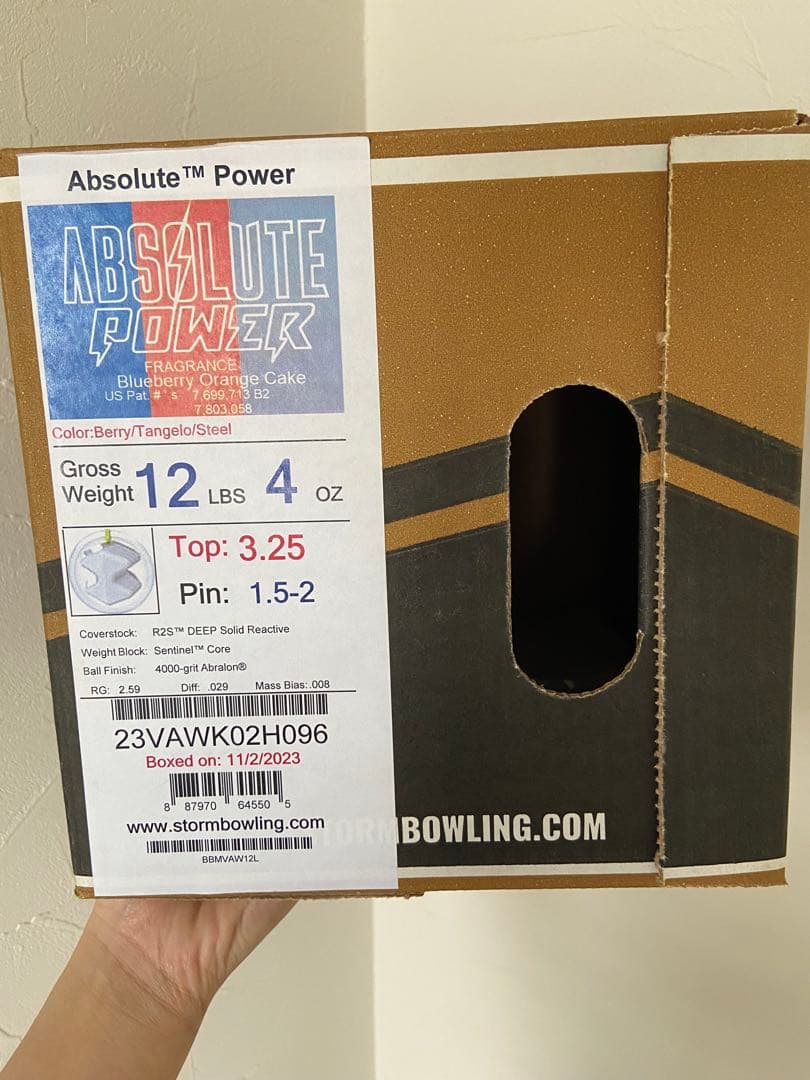 Absolute™ Power
ABSOLUTE
POWER
FRAGRANCE
Blueberry Orange Cake
US Pat. #'s 7,699,713 B2
7,803,058
Color:Berry/Tangelo/Steel
Gross Weight 12 LBS 4 OZ
Top: 3.25
Pin: 1.5-2
Coverstock: R2S™ DEEP Solid Reactive
Weight Block: Sentinel™ Core
Ball Finish: 4000-grit Abralon®
RG: 2.59 Diff: .029 Mass Bias:.008
23VAWK02H096
Boxed on: 11/2/2023
8 87970 64550 5
www.stormbowling.com
BBMVAW12L
STORMBOWLING.COM